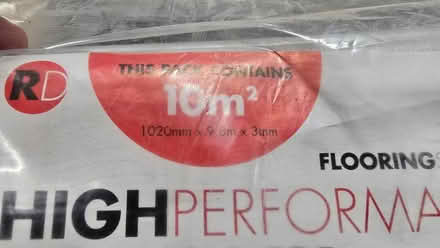 RD
THIS PACK CONTAINS
10m²
1020mm x 9.8m x 3mm
FLOORING
HIGHPERFORMA